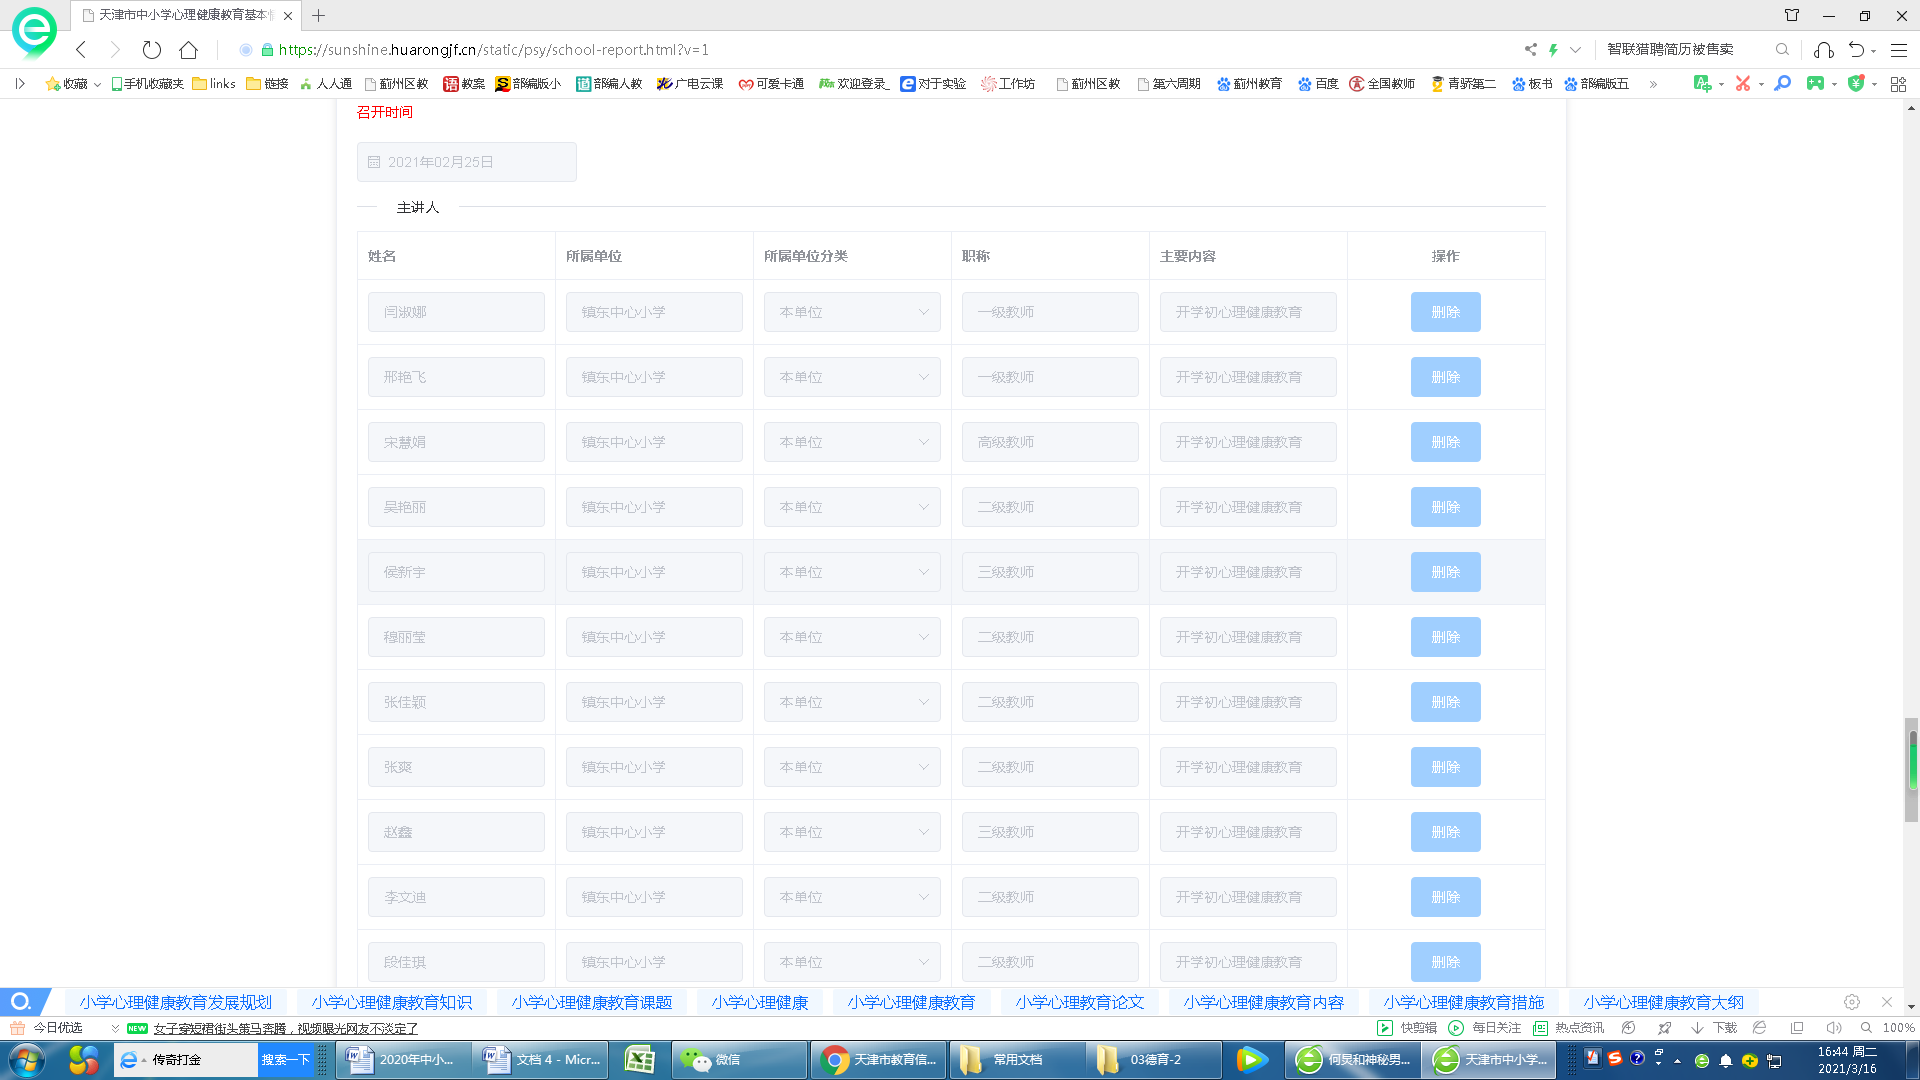 天津市中小学心理健康教育基本情
https://sunshine.huarongjf.cn/static/psy/school-report.html?v=1
智联猎聘简历被售卖
收藏 手机收藏夹 links 链接 人人通 蓟州区教 教案 部编版小 部编人教 广电云课 可爱卡通 欢迎登录_ 对于实验 工作坊 蓟州区教 第六周期 蓟州教育 百度 全国教师 青骄第二 板书 部编版五
召开时间
2021年02月25日
主讲人
姓名 所属单位 所属单位分类 职称 主要内容 操作
闫淑娜 镇东中心小学 本单位 一级教师 开学初心理健康教育 删除
邢艳飞 镇东中心小学 本单位 一级教师 开学初心理健康教育 删除
宋慧娟 镇东中心小学 本单位 高级教师 开学初心理健康教育 删除
吴艳丽 镇东中心小学 本单位 二级教师 开学初心理健康教育 删除
侯新宇 镇东中心小学 本单位 三级教师 开学初心理健康教育 删除
穆丽莹 镇东中心小学 本单位 二级教师 开学初心理健康教育 删除
张佳颖 镇东中心小学 本单位 二级教师 开学初心理健康教育 删除
张爽 镇东中心小学 本单位 二级教师 开学初心理健康教育 删除
赵鑫 镇东中心小学 本单位 三级教师 开学初心理健康教育 删除
李文迪 镇东中心小学 本单位 二级教师 开学初心理健康教育 删除
段佳琪 镇东中心小学 本单位 二级教师 开学初心理健康教育 删除
小学心理健康教育发展规划 小学心理健康教育知识 小学心理健康教育课题 小学心理健康 小学心理健康教育 小学心理教育论文 小学心理健康教育内容 小学心理健康教育措施 小学心理健康教育大纲
今日优选 NEW 女子穿短裙街头策马奔腾，视频曝光网友不淡定了 快剪辑 每日关注 热点资讯 下载 100%
传奇打金 搜索一下 2020年中小... 文档 4 - Micr... 微信 天津市教育信... 常用文档 03德育-2 何炅和神秘男... 天津市中小学... 16:44 周二
2021/3/16